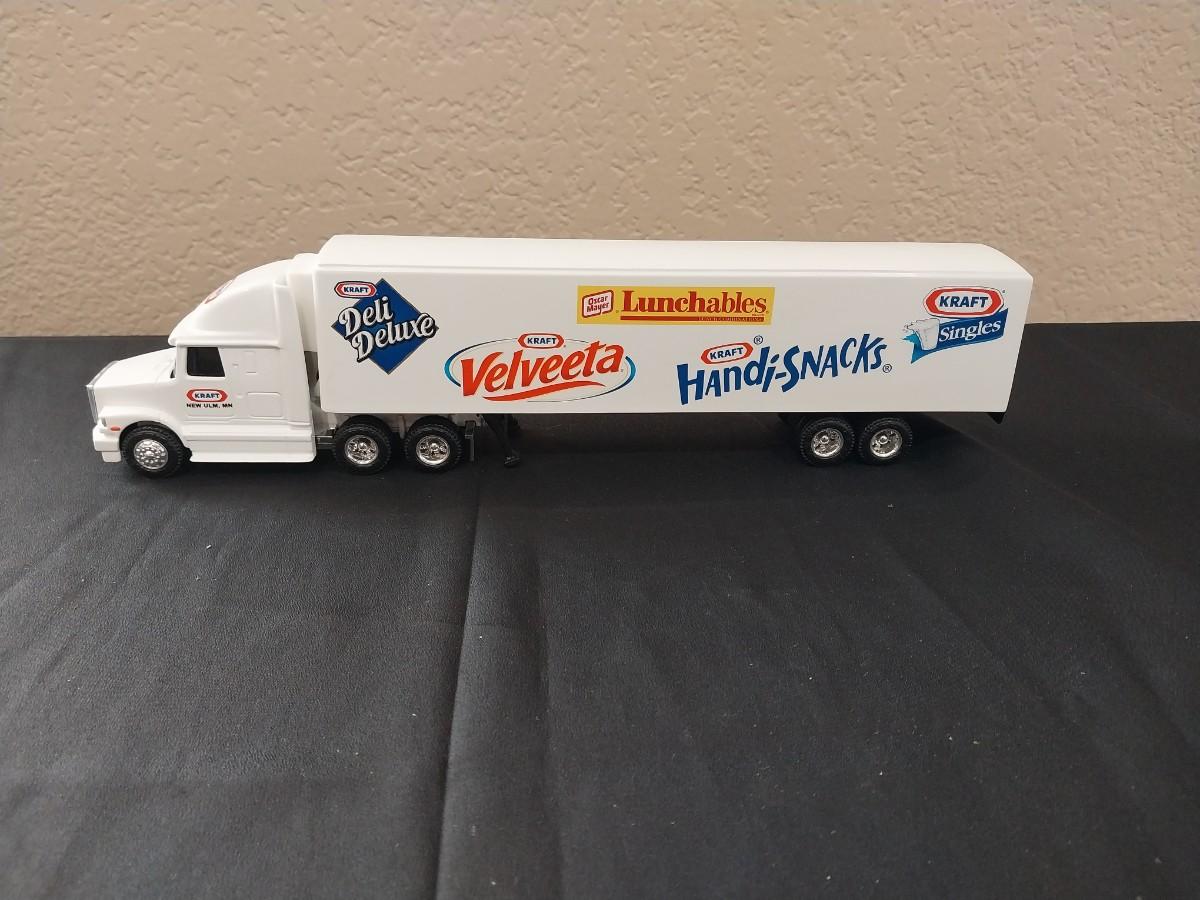 KRAFT
Deli
Deluxe
Oscar
Mayer
Lunchables®
KRAFT
Velveeta®
KRAFT®
Handi-SNACKS®
KRAFT®
Singles
KRAFT
NEW ULM, MN